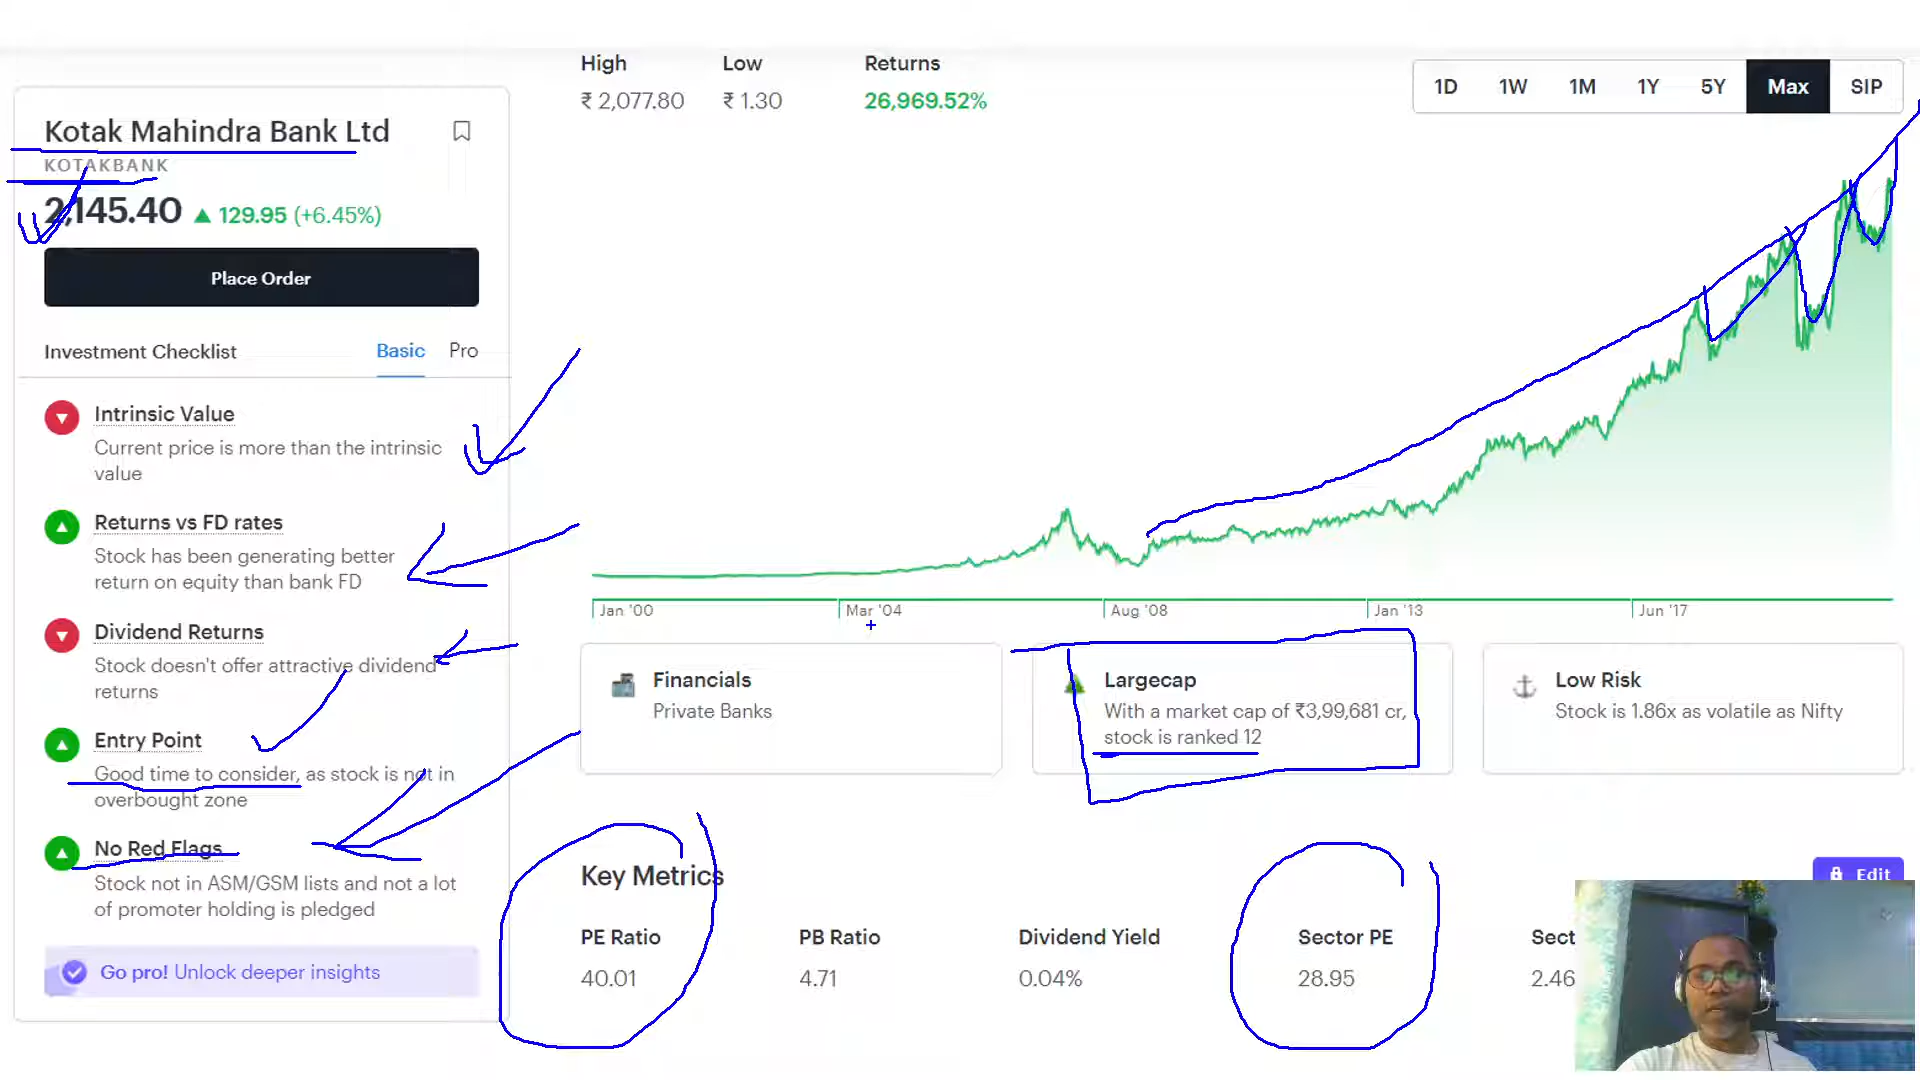 High Low Returns
₹ 2,077.80 ₹ 1.30 26,969.52%
1D 1W 1M 1Y 5Y Max SIP
Kotak Mahindra Bank Ltd
KOTAKBANK
2,145.40 ▲ 129.95 (+6.45%)
Place Order
Investment Checklist Basic Pro
Intrinsic Value
Current price is more than the intrinsic
value
Returns vs FD rates
Stock has been generating better
return on equity than bank FD
Dividend Returns
Stock doesn't offer attractive dividend
returns
Entry Point
Good time to consider, as stock is not in
overbought zone
No Red Flags
Stock not in ASM/GSM lists and not a lot
of promoter holding is pledged
Go pro! Unlock deeper insights
Jan '00 Mar '04 Aug '08 Jan '13 Jun '17
Financials
Private Banks
Largecap
With a market cap of ₹3,99,681 cr,
stock is ranked 12
Low Risk
Stock is 1.86x as volatile as Nifty
Key Metrics
Edit
PE Ratio PB Ratio Dividend Yield Sector PE Sect
40.01 4.71 0.04% 28.95 2.46